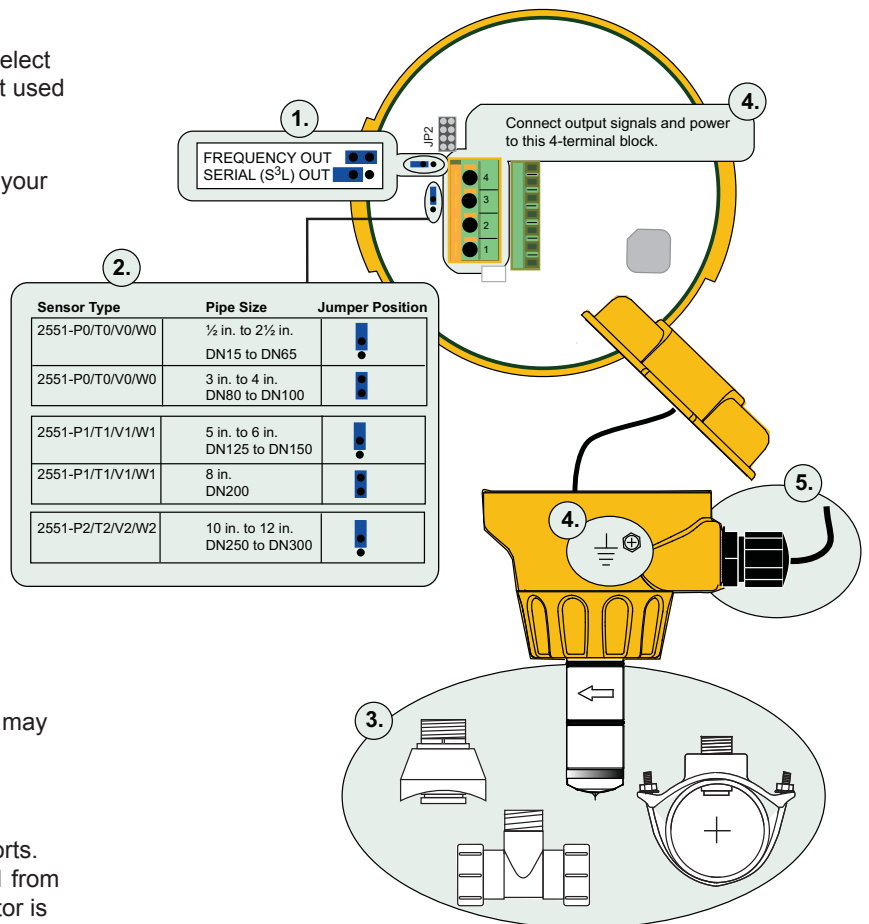 elect
t used
your
may
orts.
from
tor is
1.
FREQUENCY OUT
SERIAL (S³L) OUT
JP2
4
3
2
1
4.
Connect output signals and power
to this 4-terminal block.
2.
Sensor Type Pipe Size Jumper Position
2551-P0/T0/V0/W0 ½ in. to 2½ in.
DN15 to DN65
2551-P0/T0/V0/W0 3 in. to 4 in.
DN80 to DN100
2551-P1/T1/V1/W1 5 in. to 6 in.
DN125 to DN150
2551-P1/T1/V1/W1 8 in.
DN200
2551-P2/T2/V2/W2 10 in. to 12 in.
DN250 to DN300
5.
4.
3.